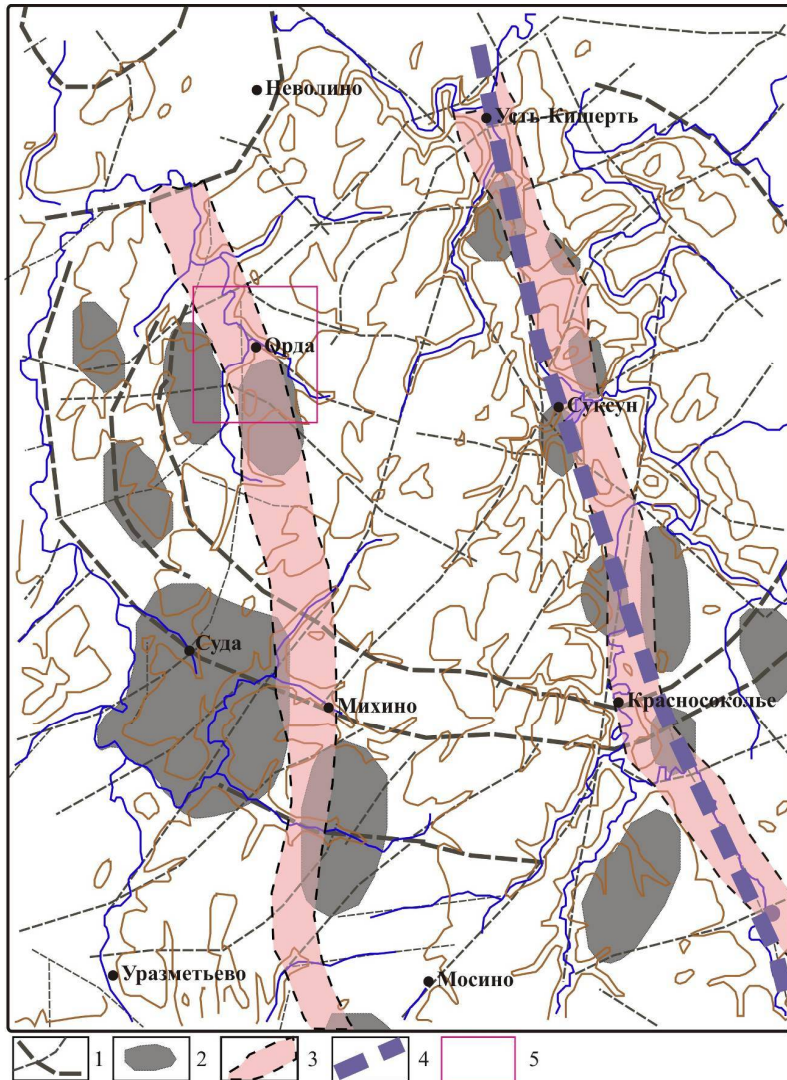 Неволино
Усть-Кишерть
Орда
Сукеун
Суда
Михино
Красносоколье
Уразметьево
Мосино
1 2 3 4 5